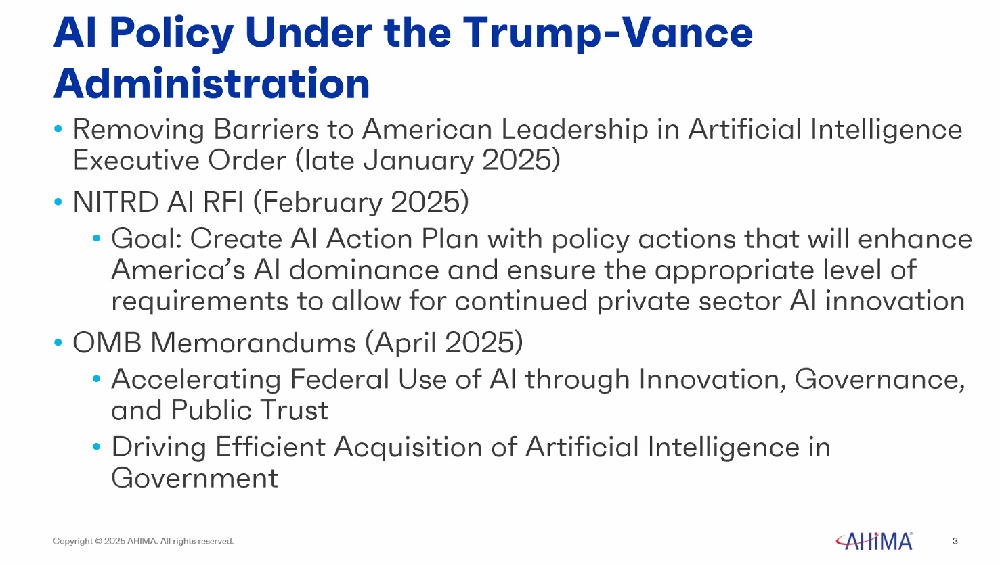 AI Policy Under the Trump-Vance
Administration
• Removing Barriers to American Leadership in Artificial Intelligence
Executive Order (late January 2025)
• NITRD AI RFI (February 2025)
• Goal: Create AI Action Plan with policy actions that will enhance
America’s AI dominance and ensure the appropriate level of
requirements to allow for continued private sector AI innovation
• OMB Memorandums (April 2025)
• Accelerating Federal Use of AI through Innovation, Governance,
and Public Trust
• Driving Efficient Acquisition of Artificial Intelligence in
Government
Copyright © 2025 AHIMA. All rights reserved.
AHiMA®
3